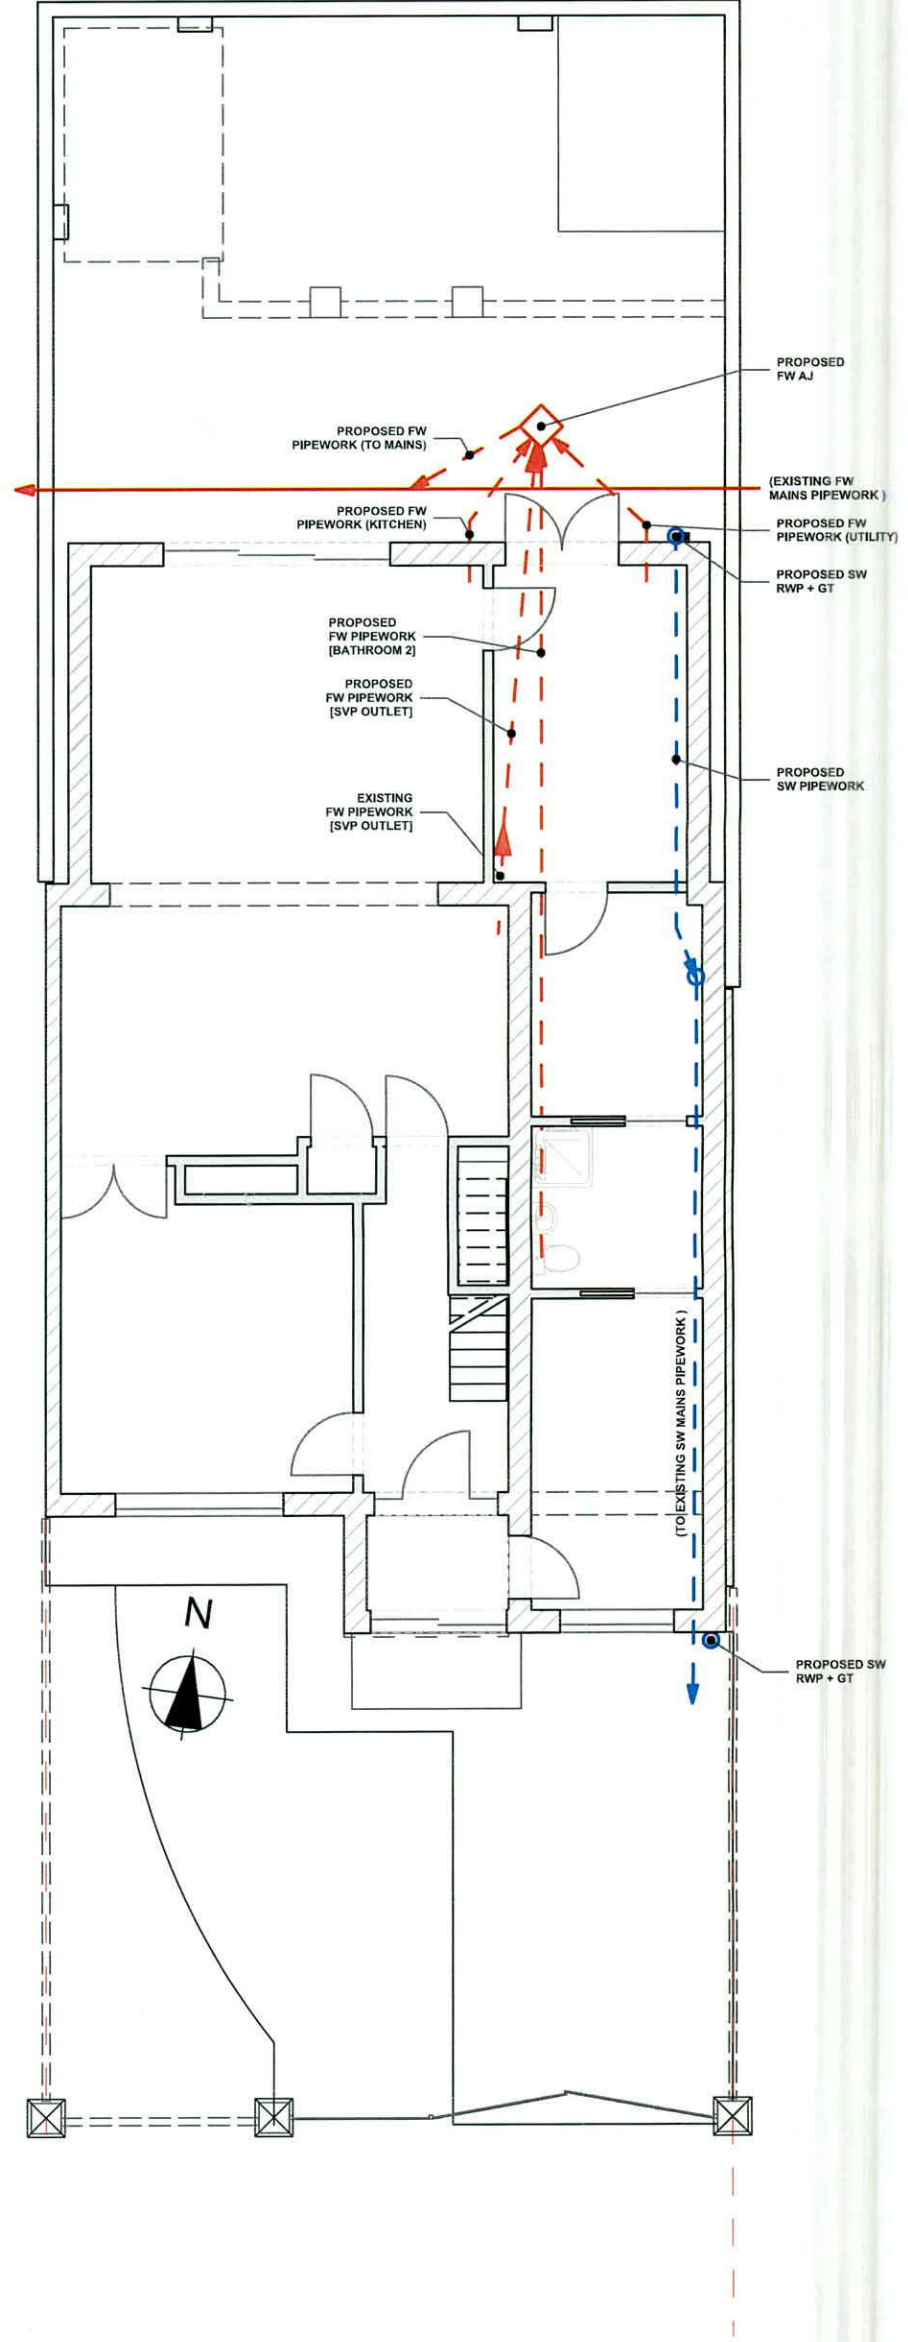 PROPOSED
FW AJ
PROPOSED FW
PIPEWORK (TO MAINS)
(EXISTING FW
MAINS PIPEWORK )
PROPOSED FW
PIPEWORK (KITCHEN)
PROPOSED FW
PIPEWORK (UTILITY)
PROPOSED SW
RWP + GT
PROPOSED
FW PIPEWORK
[BATHROOM 2]
PROPOSED
FW PIPEWORK
[SVP OUTLET]
PROPOSED
SW PIPEWORK
EXISTING
FW PIPEWORK
[SVP OUTLET]
(TO EXISTING SW MAINS PIPEWORK )
N
PROPOSED SW
RWP + GT